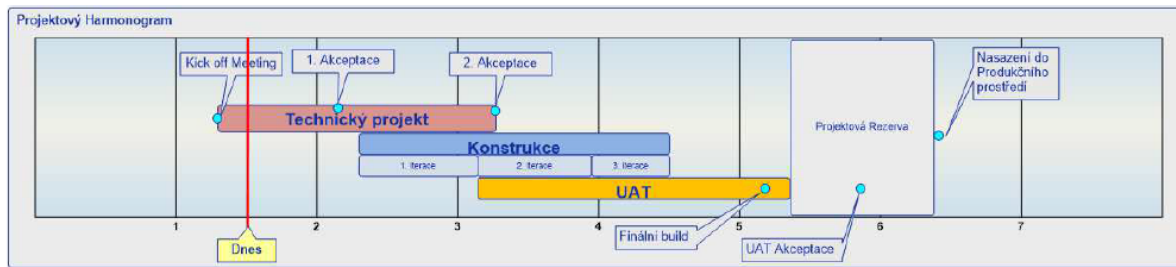 Projektový Harmonogram
Kick off Meeting
1. Akceptace
2. Akceptace
Nasazení do
Produkčního
prostředí
Technický projekt
Projektová Rezerva
Konstrukce
1. Iterace
2. Iterace
3. Iterace
UAT
1
2
3
4
5
6
7
Dnes
Finální build
UAT Akceptace